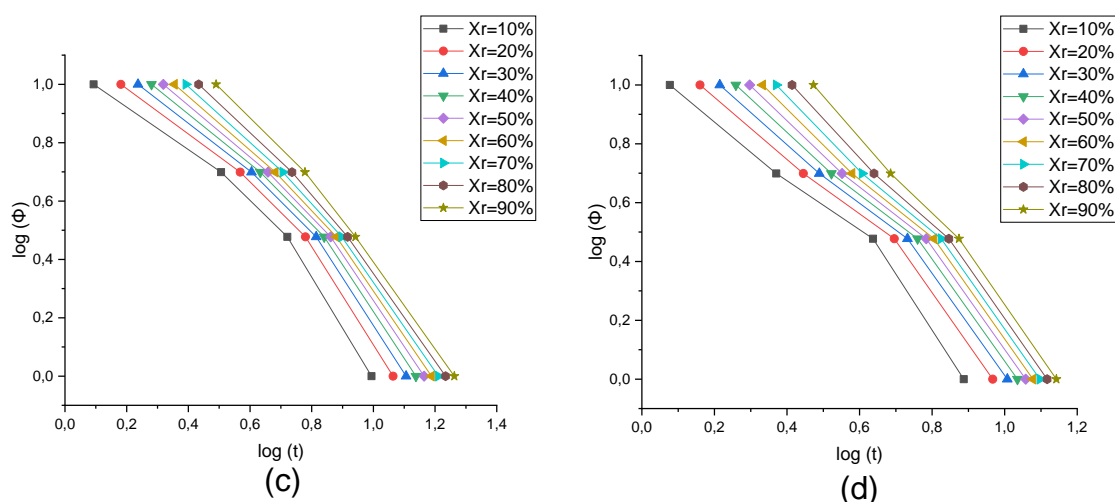 Xr=10%
Xr=20%
Xr=30%
Xr=40%
Xr=50%
Xr=60%
Xr=70%
Xr=80%
Xr=90%
1,0
0,8
0,6
0,4
0,2
0,0
log (Φ)
0,0 0,2 0,4 0,6 0,8 1,0 1,2 1,4
log (t)
(c)
Xr=10%
Xr=20%
Xr=30%
Xr=40%
Xr=50%
Xr=60%
Xr=70%
Xr=80%
Xr=90%
1,0
0,8
0,6
0,4
0,2
0,0
log (Φ)
0,0 0,2 0,4 0,6 0,8 1,0 1,2
log (t)
(d)